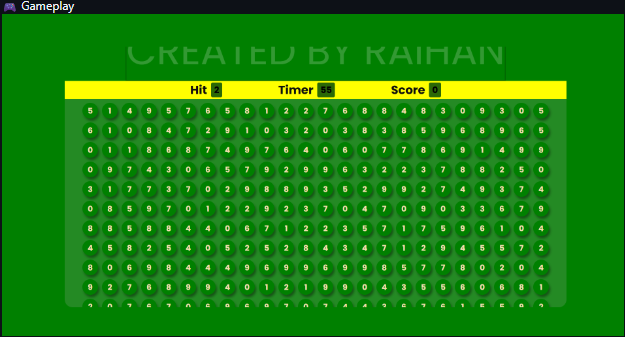 Gameplay
CREATED BY RAIHAN
Hit 2 Timer 55 Score 0
5 1 4 9 5 7 6 5 8 1 2 2 7 6 8 8 4 8 3 0 9 3 0 5
6 1 0 8 4 7 2 9 1 0 3 2 0 3 8 3 8 5 9 6 8 9 6 5
0 1 1 8 6 8 7 4 9 7 6 4 0 6 0 7 7 8 6 9 1 4 9 9
0 9 7 4 3 0 6 5 7 9 2 9 9 6 3 2 2 3 7 8 8 2 5 0
3 1 7 7 3 7 0 2 9 8 8 9 3 5 2 9 9 2 7 4 9 3 7 4
0 8 5 9 7 0 1 2 2 9 2 3 7 0 4 7 0 9 0 3 3 6 7 9
8 8 5 8 8 4 4 0 6 7 1 2 2 3 5 7 1 7 5 9 6 1 0 4
4 5 8 2 5 4 0 5 2 5 2 8 4 3 4 7 1 2 9 4 5 5 7 2
8 0 6 9 8 4 4 4 9 6 9 9 6 9 9 8 5 7 7 8 0 2 0 4
9 2 7 6 8 9 9 4 0 1 2 1 9 9 0 4 3 5 5 6 0 6 8 1